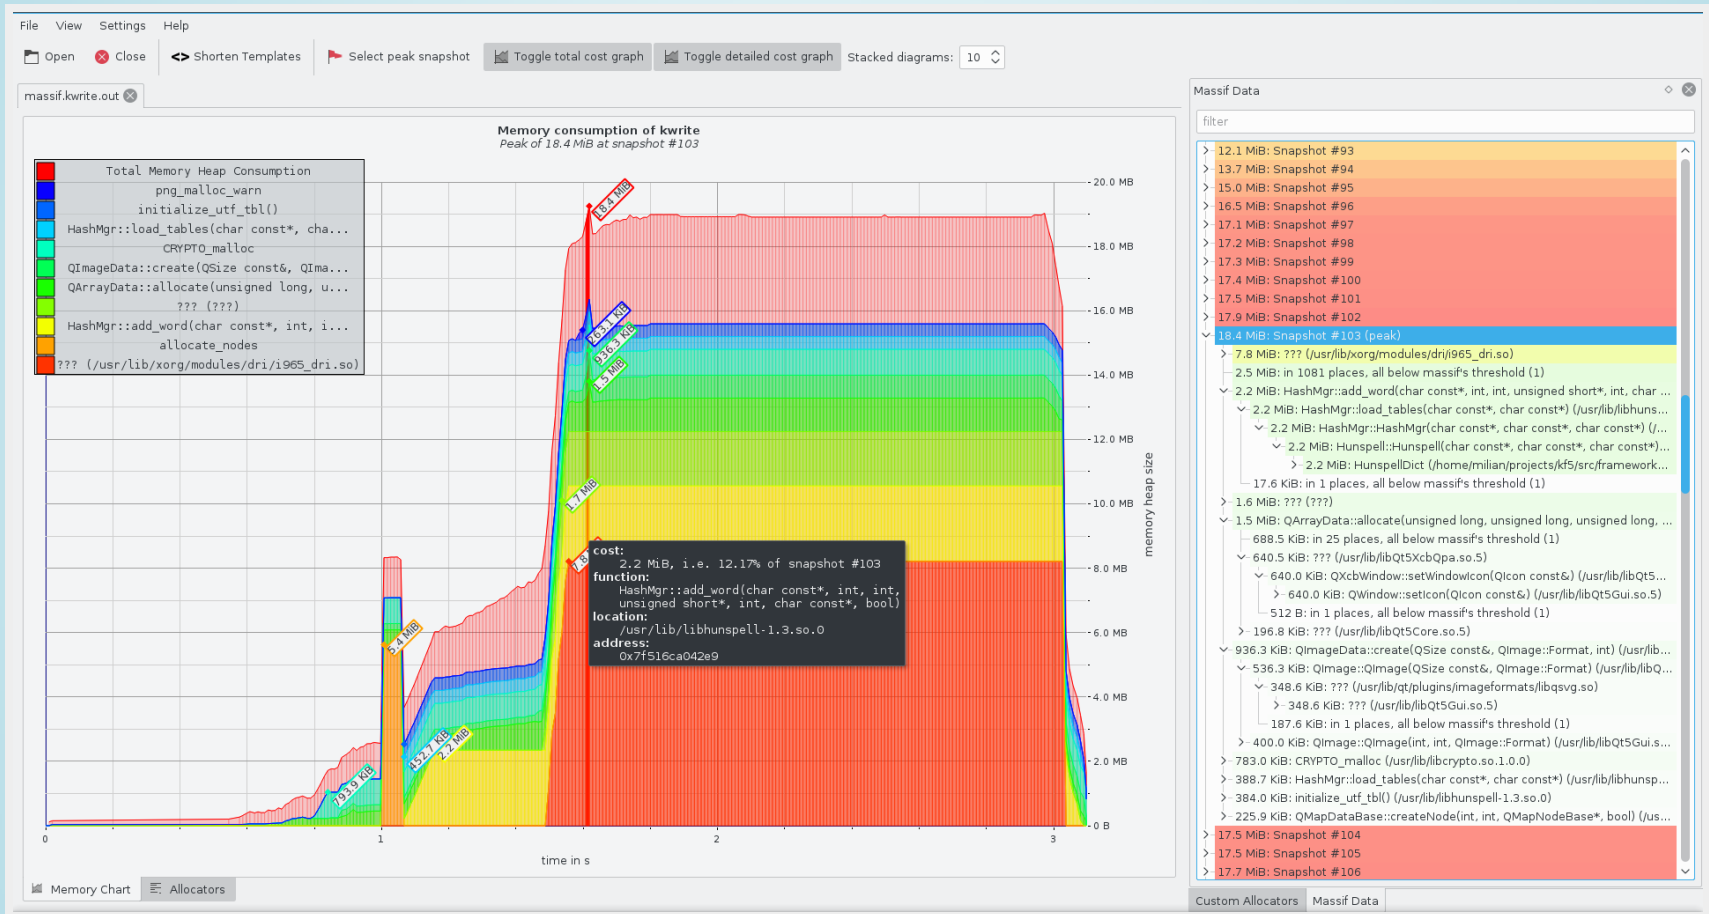 File View Settings Help
Open Close <> Shorten Templates Select peak snapshot Toggle total cost graph Toggle detailed cost graph Stacked diagrams: 10
massif.kwrite.out
Memory consumption of kwrite
Peak of 18.4 MiB at snapshot #103
Total Memory Heap Consumption
png_malloc_warn
initialize_utf_tbl()
HashMgr::load_tables(char const*, cha...
CRYPTO_malloc
QImageData::create(QSize const&, QIma...
QArrayData::allocate(unsigned long, u...
??? (???)
HashMgr::add_word(char const*, int, i...
allocate_nodes
??? (/usr/lib/xorg/modules/dri/i965_dri.so)
18.4 MiB
263.1 KiB
936.3 KiB
1.5 MiB
1.7 MiB
7.8
5.4 MiB
452.7 KiB
2.2 MiB
793.9 KiB
cost:
2.2 MiB, i.e. 12.17% of snapshot #103
function:
HashMgr::add_word(char const*, int, int,
unsigned short*, int, char const*, bool)
location:
/usr/lib/libhunspell-1.3.so.0
address:
0x7f516ca042e9
20.0 MB
18.0 MB
16.0 MB
14.0 MB
12.0 MB
10.0 MB
8.0 MB
6.0 MB
4.0 MB
2.0 MB
0 B
memory heap size
0 1 2 3
time in s
Memory Chart Allocators
Massif Data
filter
12.1 MiB: Snapshot #93
13.7 MiB: Snapshot #94
15.0 MiB: Snapshot #95
16.5 MiB: Snapshot #96
17.1 MiB: Snapshot #97
17.2 MiB: Snapshot #98
17.3 MiB: Snapshot #99
17.4 MiB: Snapshot #100
17.5 MiB: Snapshot #101
17.9 MiB: Snapshot #102
18.4 MiB: Snapshot #103 (peak)
7.8 MiB: ??? (/usr/lib/xorg/modules/dri/i965_dri.so)
2.5 MiB: in 1081 places, all below massif's threshold (1)
2.2 MiB: HashMgr::add_word(char const*, int, int, unsigned short*, int, char ...
2.2 MiB: HashMgr::load_tables(char const*, char const*) (/usr/lib/libhuns...
2.2 MiB: HashMgr::HashMgr(char const*, char const*, char const*) (/...
2.2 MiB: Hunspell::Hunspell(char const*, char const*, char const*)...
2.2 MiB: HunspellDict (/home/milian/projects/kf5/src/framework...
17.6 KiB: in 1 places, all below massif's threshold (1)
1.6 MiB: ??? (???)
1.5 MiB: QArrayData::allocate(unsigned long, unsigned long, unsigned long, ...
688.5 KiB: in 25 places, all below massif's threshold (1)
640.5 KiB: ??? (/usr/lib/libQt5XcbQpa.so.5)
640.0 KiB: QXcbWindow::setWindowIcon(QIcon const&) (/usr/lib/libQt5...
640.0 KiB: QWindow::setIcon(QIcon const&) (/usr/lib/libQt5Gui.so.5)
512 B: in 1 places, all below massif's threshold (1)
196.8 KiB: ??? (/usr/lib/libQt5Core.so.5)
936.3 KiB: QImageData::create(QSize const&, QImage::Format, int) (/usr/lib...
536.3 KiB: QImage::QImage(QSize const&, QImage::Format) (/usr/lib/libQ...
348.6 KiB: ??? (/usr/lib/qt/plugins/imageformats/libqsvg.so)
348.6 KiB: ??? (/usr/lib/libQt5Gui.so.5)
187.6 KiB: in 1 places, all below massif's threshold (1)
400.0 KiB: QImage::QImage(int, int, QImage::Format) (/usr/lib/libQt5Gui.s...
783.0 KiB: CRYPTO_malloc (/usr/lib/libcrypto.so.1.0.0)
388.7 KiB: HashMgr::load_tables(char const*, char const*) (/usr/lib/libhunsp...
384.0 KiB: initialize_utf_tbl() (/usr/lib/libhunspell-1.3.so.0)
225.9 KiB: QMapDataBase::createNode(int, int, QMapNodeBase*, bool) (/us...
17.5 MiB: Snapshot #104
17.5 MiB: Snapshot #105
17.7 MiB: Snapshot #106
Custom Allocators Massif Data